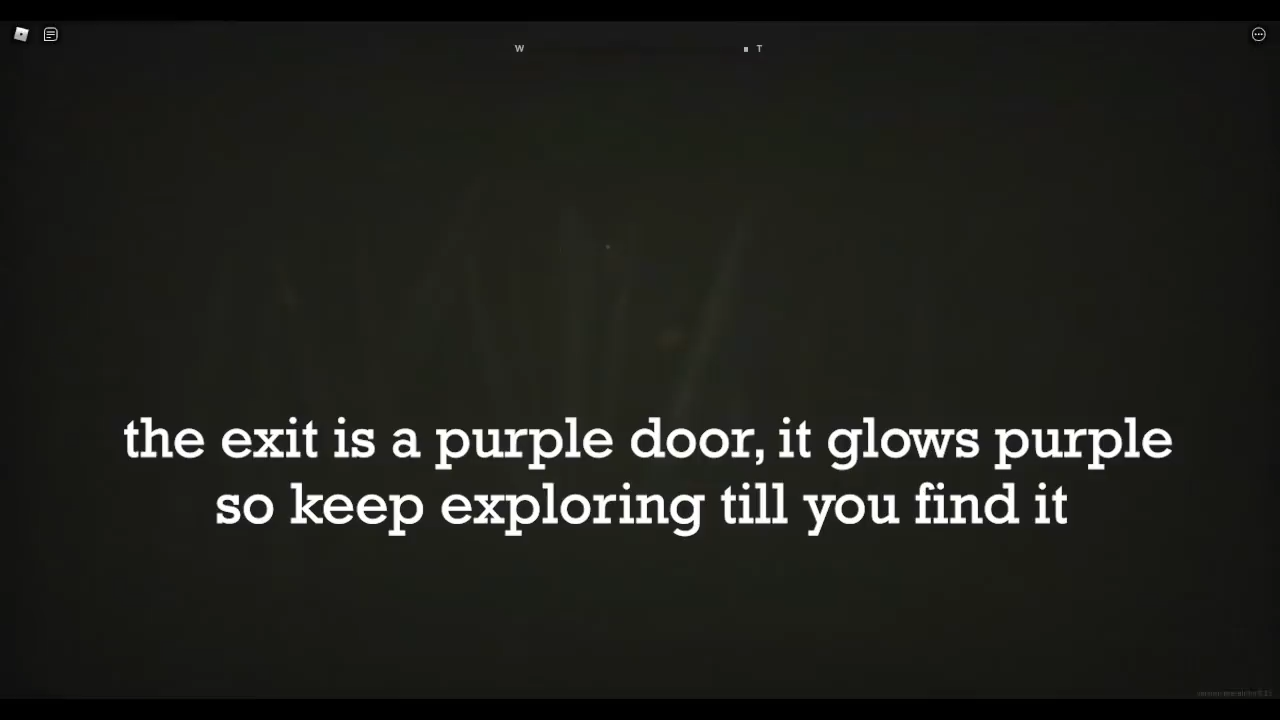 W T
the exit is a purple door, it glows purple
so keep exploring till you find it